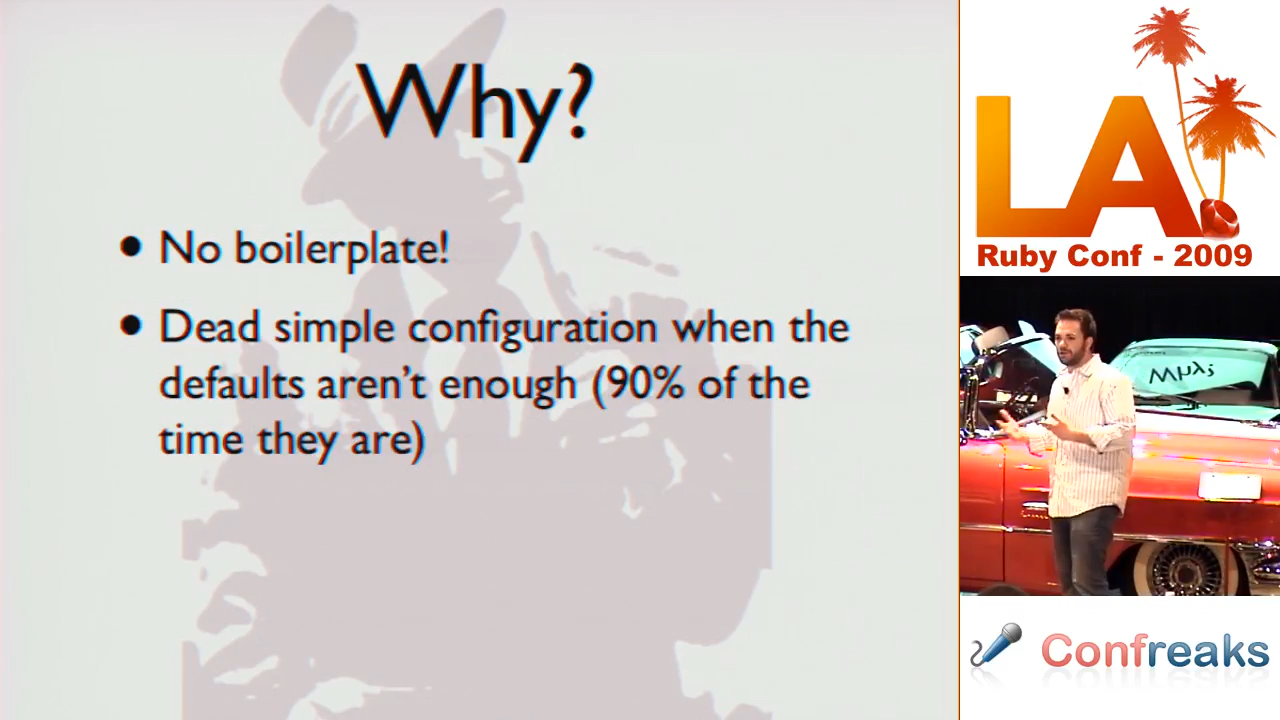 Why?
• No boilerplate!
• Dead simple configuration when the
defaults aren't enough (90% of the
time they are)
LA
Ruby Conf - 2009
Confreaks